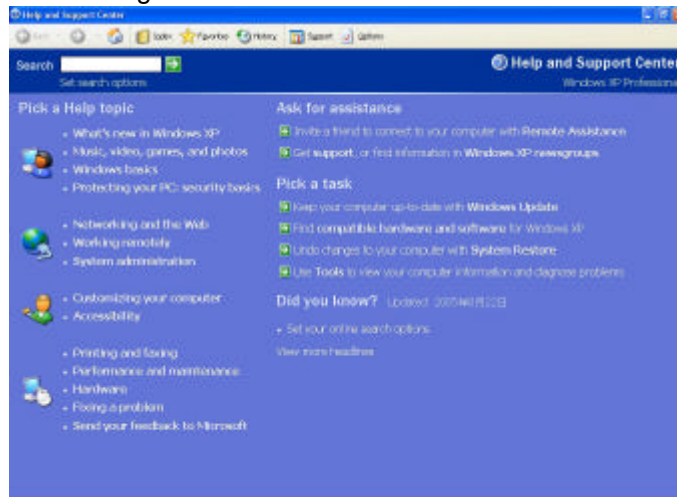 Help and Support Center
Index Favorites History Support Options
Search
Set search options
Help and Support Center
Windows XP Professional
Pick a Help topic
What's new in Windows XP
Music, video, games, and photos
Windows basics
Protecting your PC: security basics
Networking and the Web
Working remotely
System administration
Customizing your computer
Accessibility
Printing and faxing
Performance and maintenance
Hardware
Fixing a problem
Send your feedback to Microsoft
Ask for assistance
Invite a friend to connect to your computer with Remote Assistance
Get support, or find information in Windows XP newsgroups
Pick a task
Keep your computer up-to-date with Windows Update
Find compatible hardware and software for Windows XP
Undo changes to your computer with System Restore
Use Tools to view your computer information and diagnose problems
Did you know? Updated:
Set your online search options
View more headlines